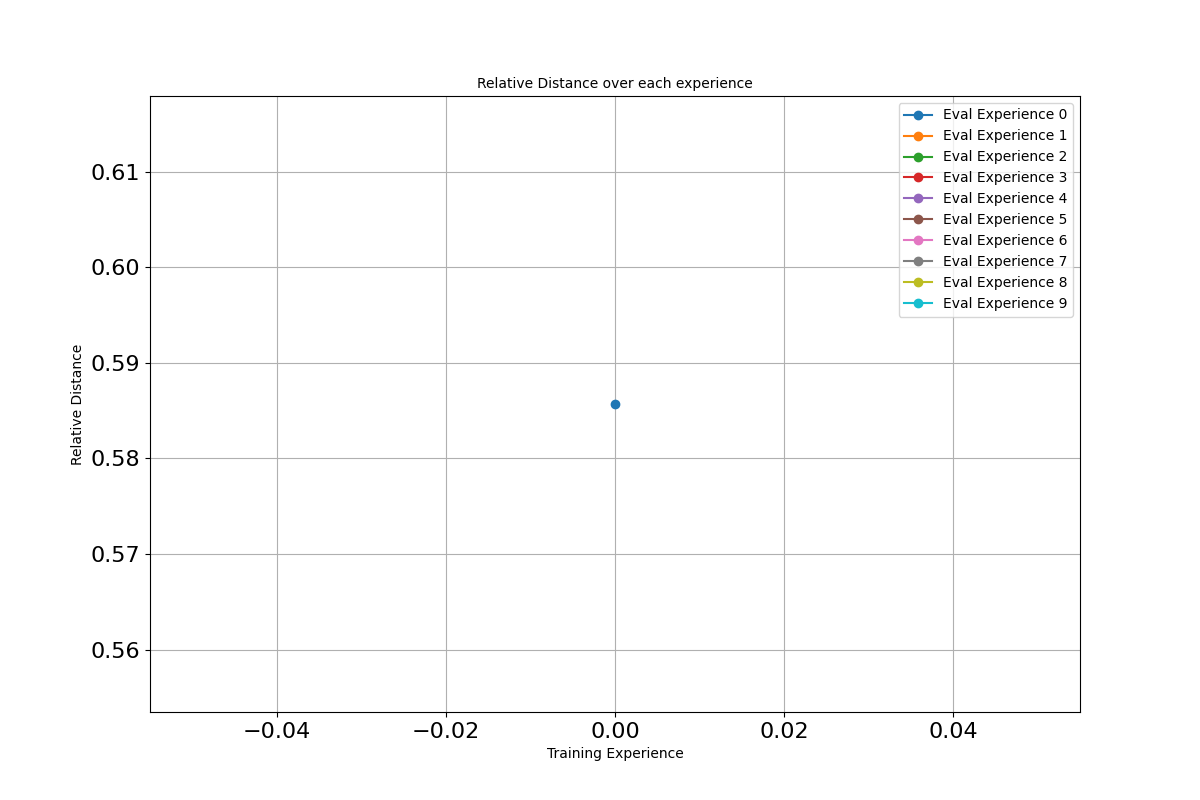 Relative Distance over each experience
Eval Experience 0
Eval Experience 1
Eval Experience 2
Eval Experience 3
Eval Experience 4
Eval Experience 5
Eval Experience 6
Eval Experience 7
Eval Experience 8
Eval Experience 9
Relative Distance
0.61
0.60
0.59
0.58
0.57
0.56
−0.04
−0.02
0.00
0.02
0.04
Training Experience